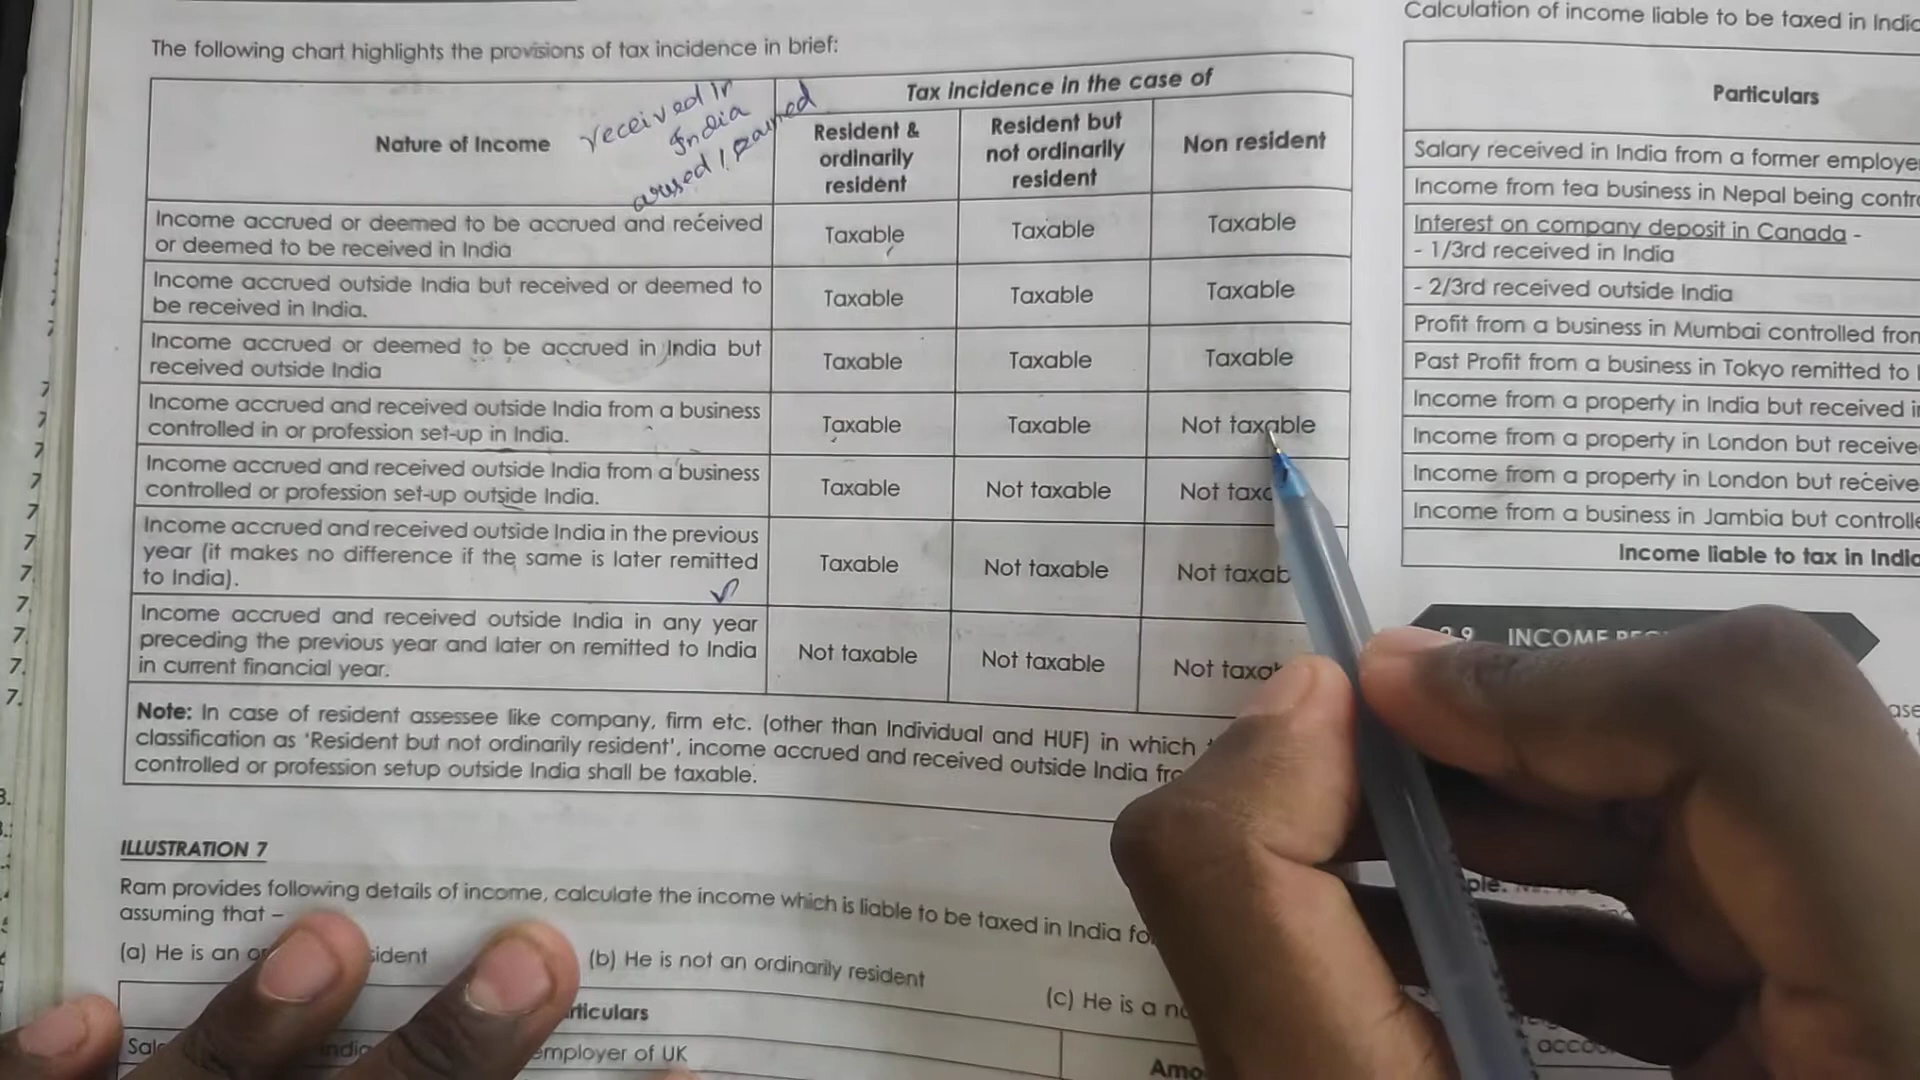 The following chart highlights the provisions of tax incidence in brief:
Nature of Income
received in
India
Tax incidence in the case of
Resident &
ordinarily
resident
Resident but
not ordinarily
resident
Non resident
Income accrued or deemed to be accrued and received
or deemed to be received in India
Taxable
Taxable
Taxable
Income accrued outside India but received or deemed to
be received in India.
Taxable
Taxable
Taxable
Income accrued or deemed to be accrued in India but
received outside India
Taxable
Taxable
Taxable
Income accrued and received outside India from a business
controlled in or profession set-up in India.
Taxable
Taxable
Not taxable
Income accrued and received outside India from a business
controlled or profession set-up outside India.
Taxable
Not taxable
Not
Income accrued and received outside India in the previous
year (it makes no difference if the same is later remitted
to India).
Taxable
Not taxable
Not
Income accrued and received outside India in any year
preceding the previous year and later on remitted to India
in current financial year.
Not taxable
Not taxable
Not
Note: In case of resident assessee like company, firm etc. (other than Individual and HUF) in which
classification as 'Resident but not ordinarily resident', income accrued and received outside India
controlled or profession setup outside India shall be taxable.
ILLUSTRATION 7
Ram provides following details of income, calculate the income which is liable to be taxed in India
assuming that –
(a) He is an
(b) He is not an ordinarily resident
(c) He is a
employer of UK
Calculation of income liable to be taxed in
Particulars
Salary received in India from a former
Income from tea business in Nepal being
Interest on company deposit in Canada -
- 1/3rd received in India
- 2/3rd received outside India
Profit from a business in Mumbai controlled
Past Profit from a business in Tokyo remitted to
Income from a property in India but received
Income from a property in London but
Income from a property in London but
Income from a business in Jambia but
Income liable to tax in
INCOME